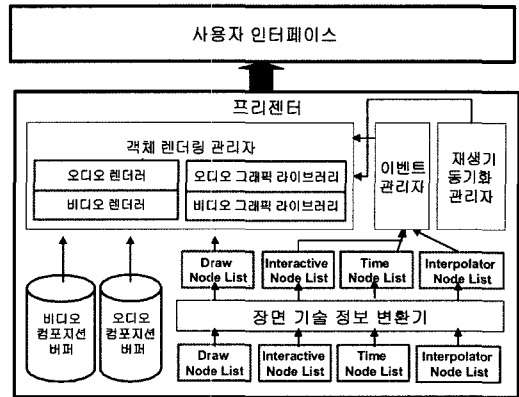 사용자 인터페이스
프리젠터
객체 렌더링 관리자
오디오 렌더러
오디오 그래픽 라이브러리
비디오 렌더러
비디오 그래픽 라이브러리
이벤트
관리자
재생기
동기화
관리자
Draw
Node List
Interactive
Node List
Time
Node List
Interpolator
Node List
비디오
컴포지션
버퍼
오디오
컴포지션
버퍼
장면 기술 정보 변환기
Draw
Node List
Interactive
Node List
Time
Node List
Interpolator
Node List